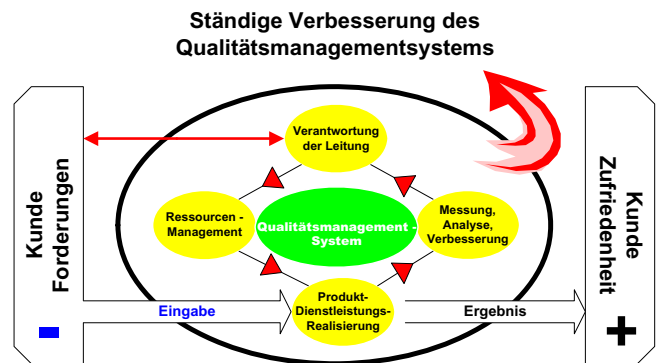 Ständige Verbesserung des
Qualitätsmanagementsystems
Kunde
Forderungen
-
Verantwortung
der Leitung
Ressourcen -
Management
Qualitätsmanagement -
System
Messung,
Analyse,
Verbesserung
Eingabe
Produkt-
Dienstleistungs-
Realisierung
Ergebnis
Kunde
Zufriedenheit
+